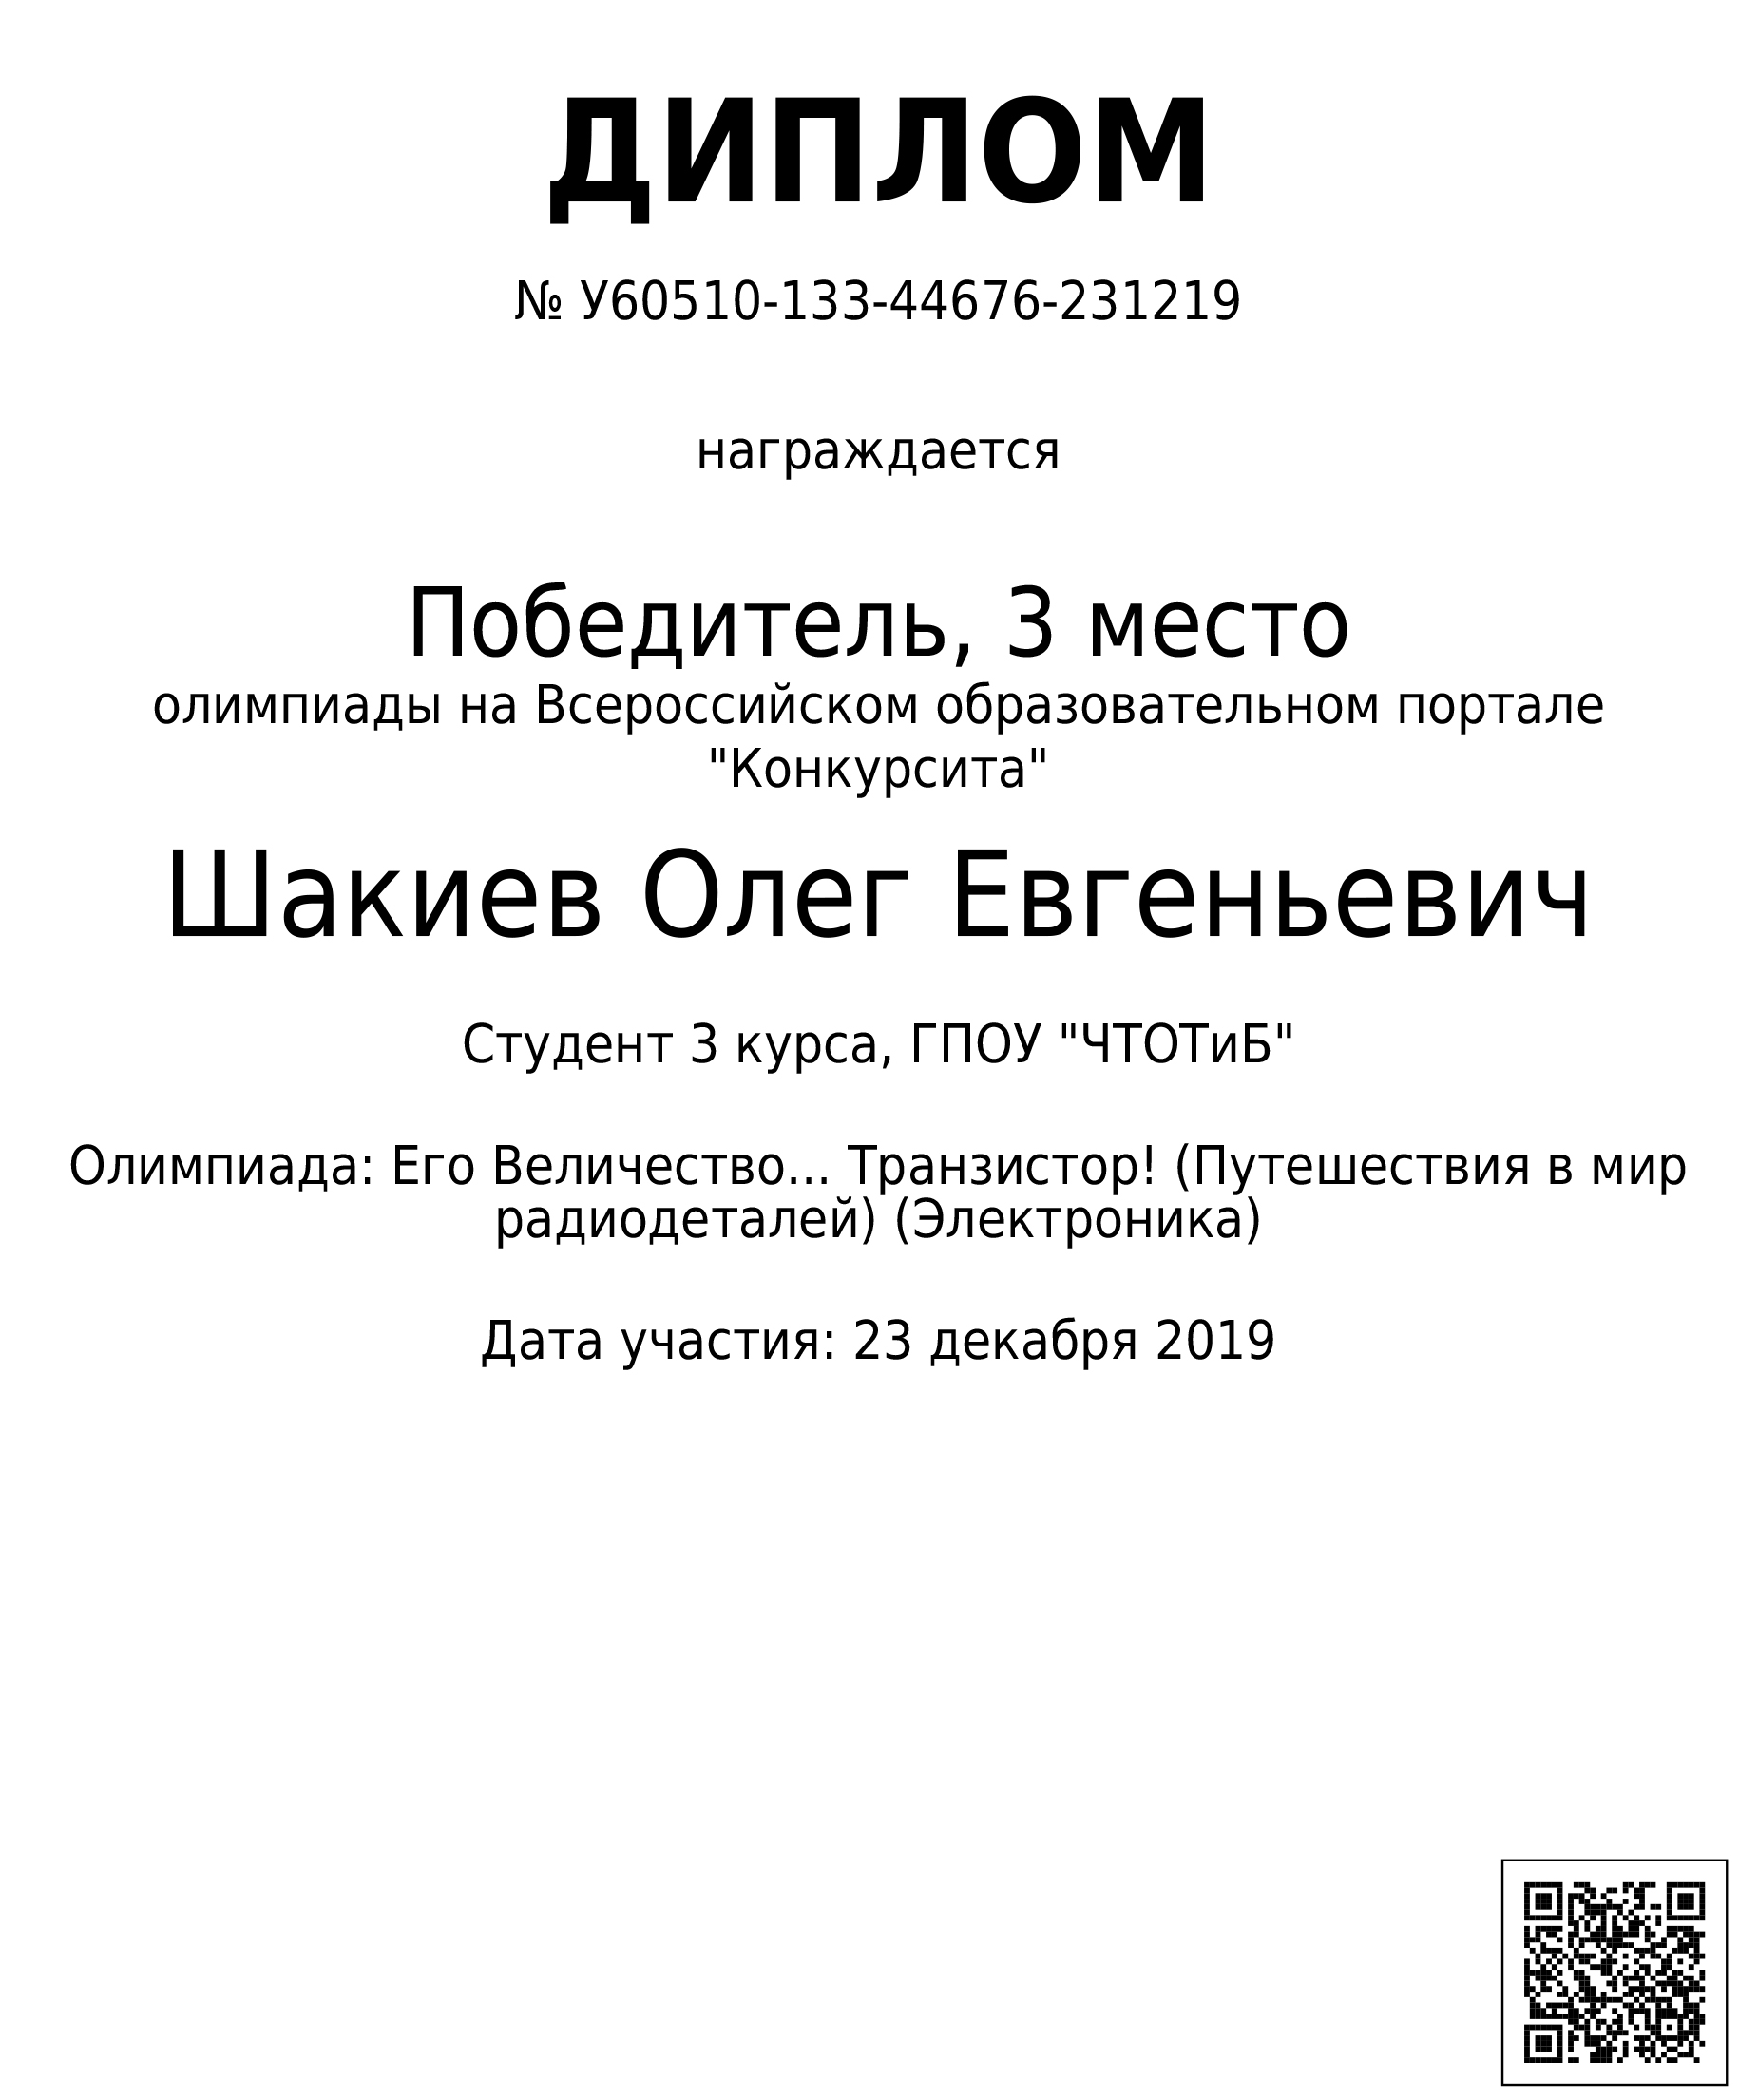 ДИПЛОМ
№ У60510-133-44676-231219
награждается
Победитель, 3 место
олимпиады на Всероссийском образовательном портале
"Конкурсита"
Шакиев Олег Евгеньевич
Студент 3 курса, ГПОУ "ЧТОТиБ"
Олимпиада: Его Величество... Транзистор! (Путешествия в мир
радиодеталей) (Электроника)
Дата участия: 23 декабря 2019